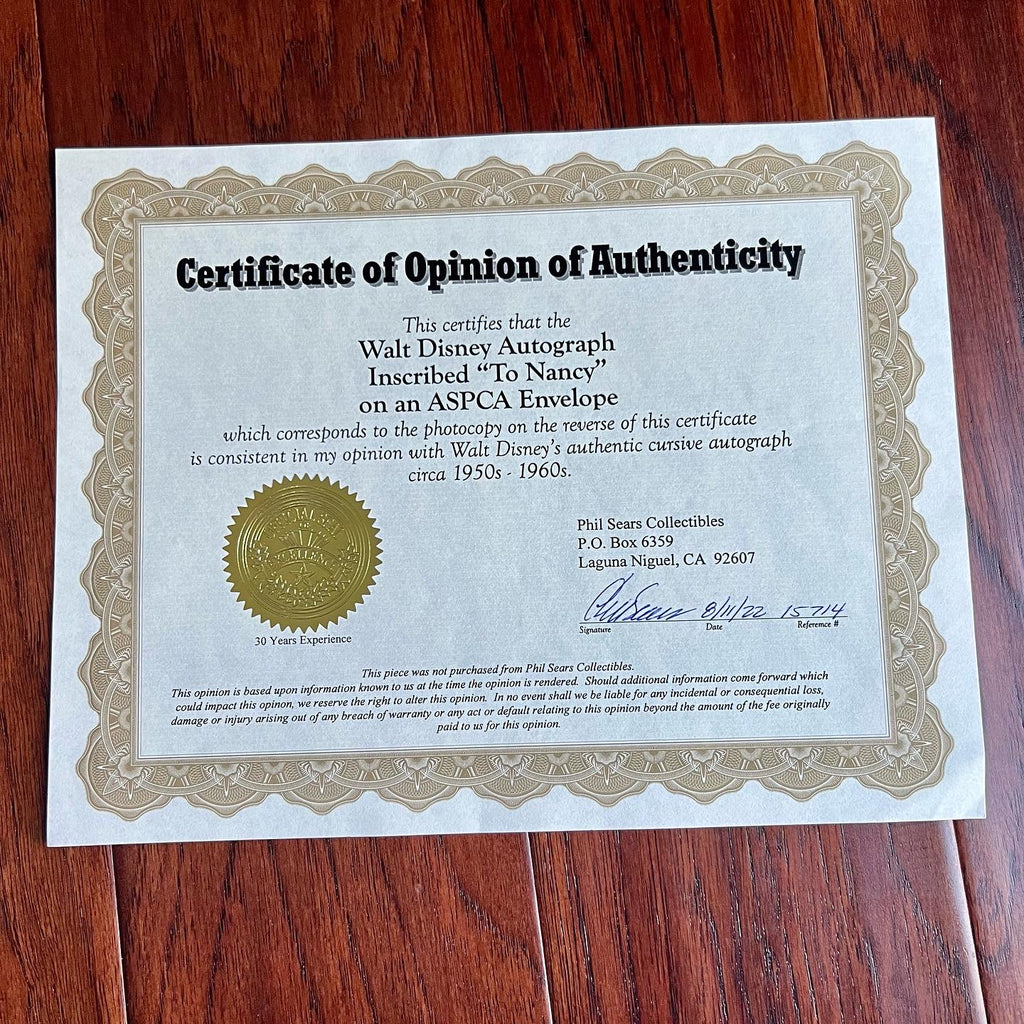 Certificate of Opinion of Authenticity
This certifies that the
Walt Disney Autograph
Inscribed “To Nancy”
on an ASPCA Envelope
which corresponds to the photocopy on the reverse of this certificate
is consistent in my opinion with Walt Disney's authentic cursive autograph
circa 1950s - 1960s.
30 Years Experience
Phil Sears Collectibles
P.O. Box 6359
Laguna Niguel, CA 92607
Phil Sears 8/11/22 15714
Signature Date Reference #
This piece was not purchased from Phil Sears Collectibles.
This opinion is based upon information known to us at the time the opinion is rendered. Should additional information come forward which
could impact this opinon, we reserve the right to alter this opinion. In no event shall we be liable for any incidental or consequential loss,
damage or injury arising out of any breach of warranty or any act or default relating to this opinion beyond the amount of the fee originally
paid to us for this opinion.